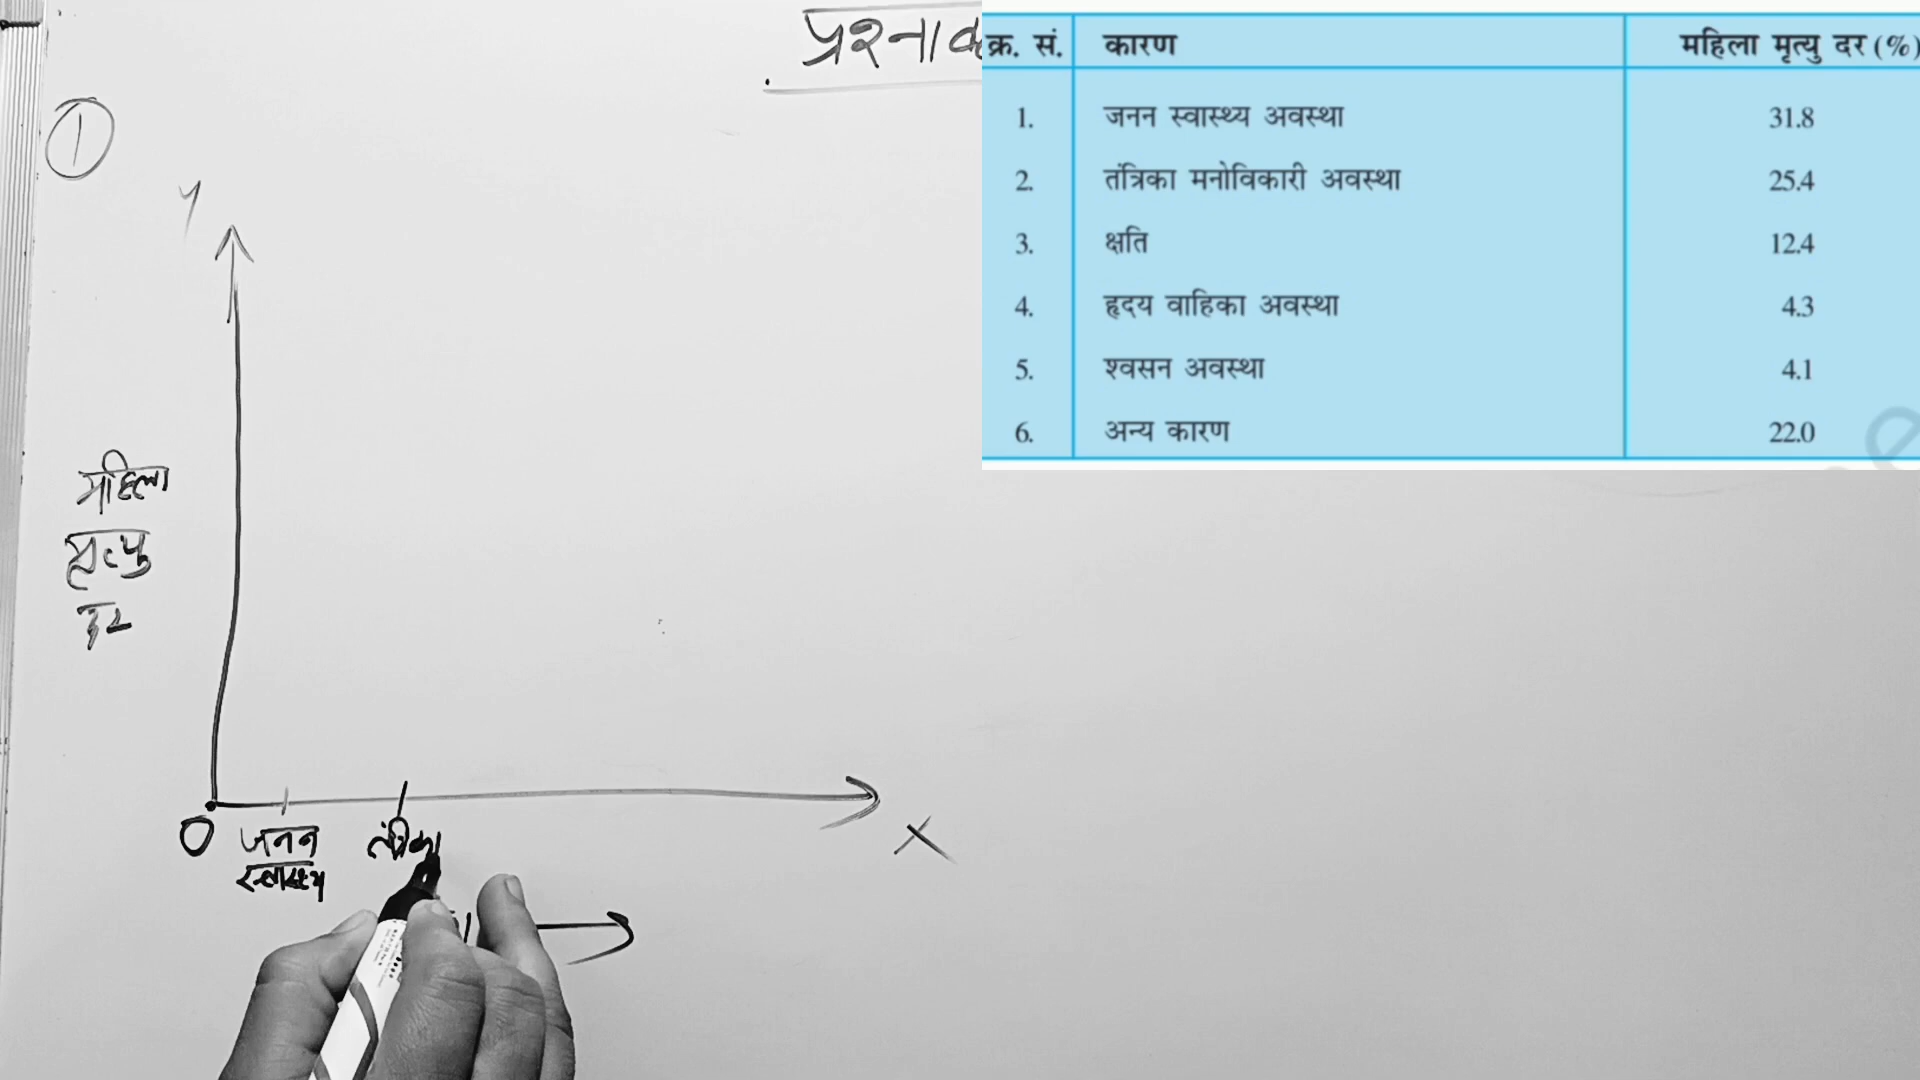 प्रश्नाव
क्र. सं. कारण महिला मृत्यु दर (%)
1. जनन स्वास्थ्य अवस्था 31.8
2. तंत्रिका मनोविकारी अवस्था 25.4
3. क्षति 12.4
4. हृदय वाहिका अवस्था 4.3
5. श्वसन अवस्था 4.1
6. अन्य कारण 22.0
1
Y
महिला
मृत्यु
दर
O
जनन
स्वास्थ्य
तंत्रिका
X